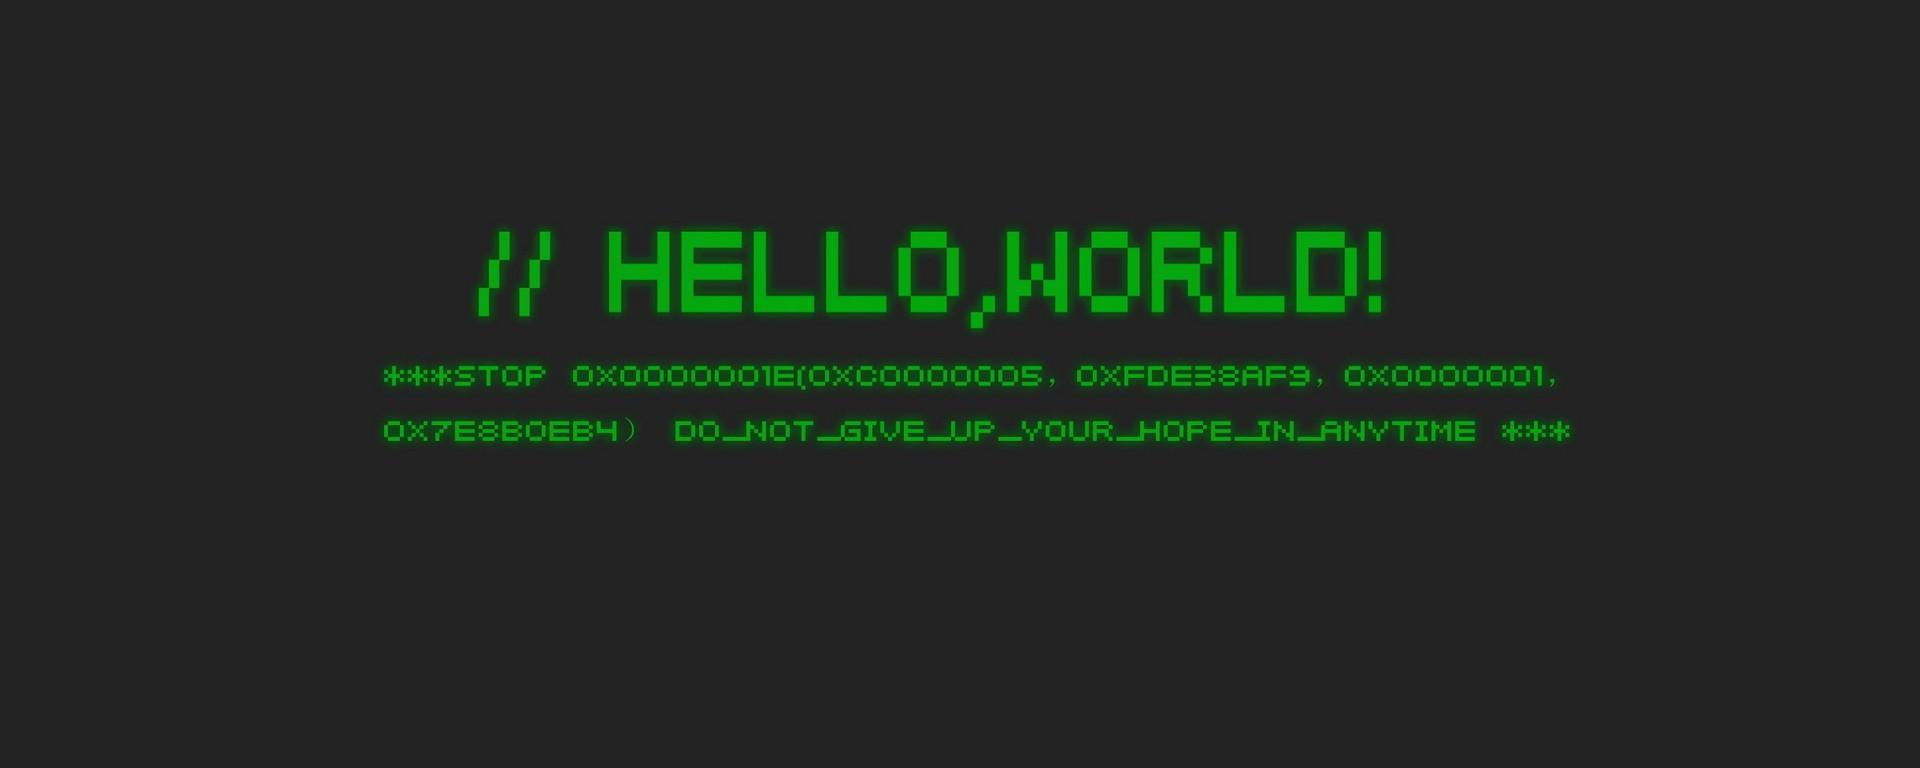 // HELLO,WORLD!
***STOP 0X0000001E(0XC0000005, 0XFDE38AF9, 0X0000001,
0X7E8B0EB4） DO_NOT_GIVE_UP_YOUR_HOPE_IN_ANYTIME ***